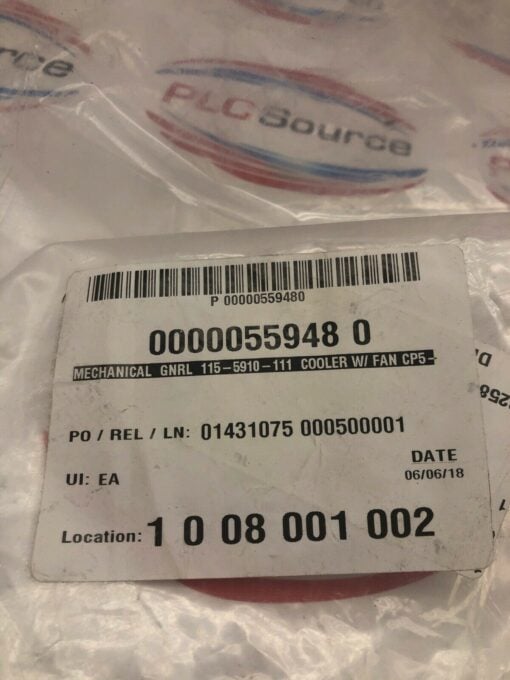 PLCSource
urce
P 00000559480
0000055948 0
MECHANICAL GNRL 115-5910-111 COOLER W/ FAN CP5-
PO / REL / LN: 01431075 000500001
UI: EA
DATE
06/06/18
Location: 1 0 08 001 002